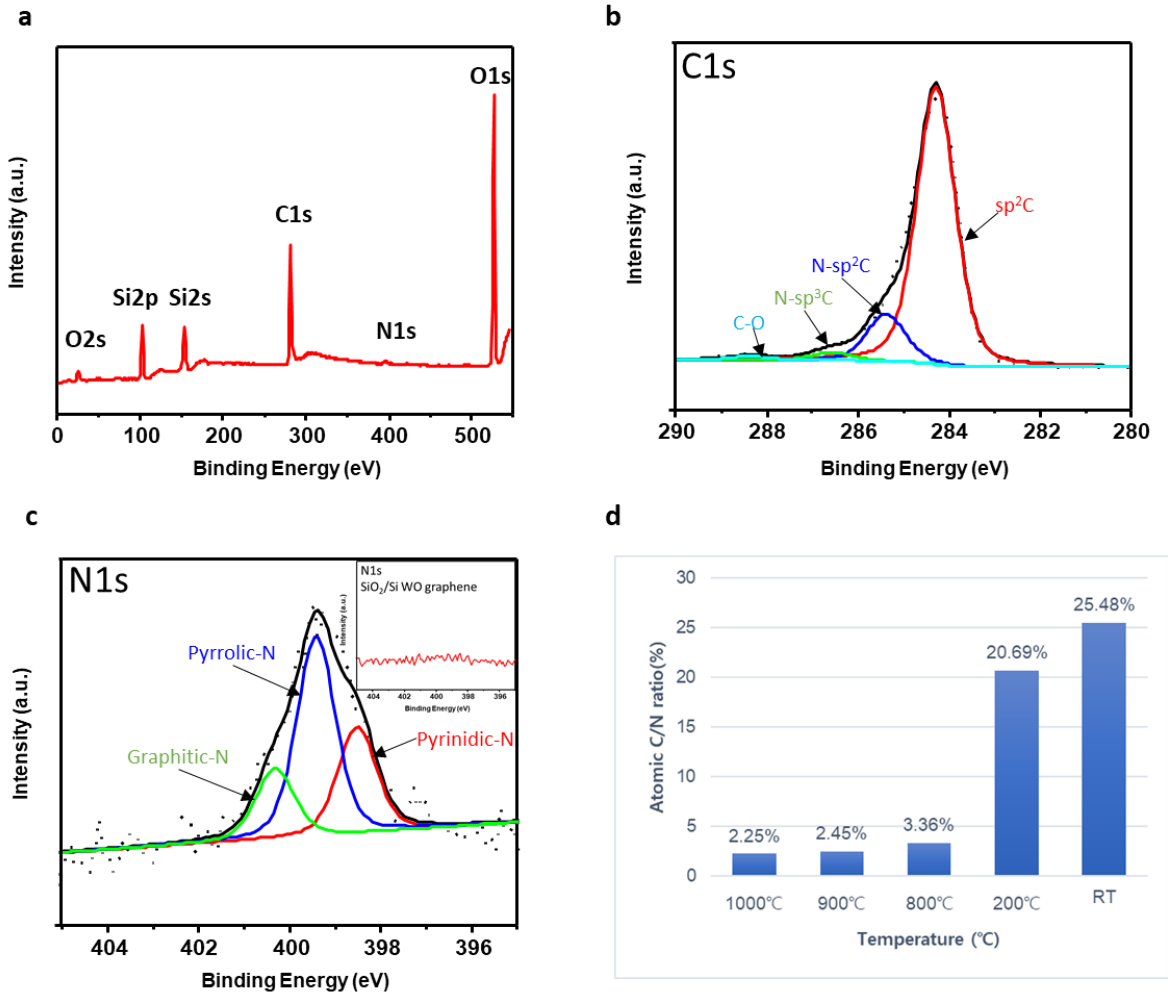 a
Intensity (a.u.)
O1s
C1s
Si2p
Si2s
N1s
O2s
0
100
200
300
400
500
Binding Energy (eV)
b
C1s
Intensity (a.u.)
sp²C
N-sp²C
N-sp³C
C-O
290
288
286
284
282
280
Binding Energy (eV)
c
N1s
Intensity (a.u.)
Pyrrolic-N
Graphitic-N
Pyrinidic-N
N1s
SiO₂/Si WO graphene
Intensity (a.u.)
404
402
400
398
396
Binding Energy (eV)
404
402
400
398
396
Binding Energy (eV)
d
Atomic C/N ratio(%)
30
25
20
15
10
5
0
2.25%
2.45%
3.36%
20.69%
25.48%
1000℃
900℃
800℃
200℃
RT
Temperature (℃)